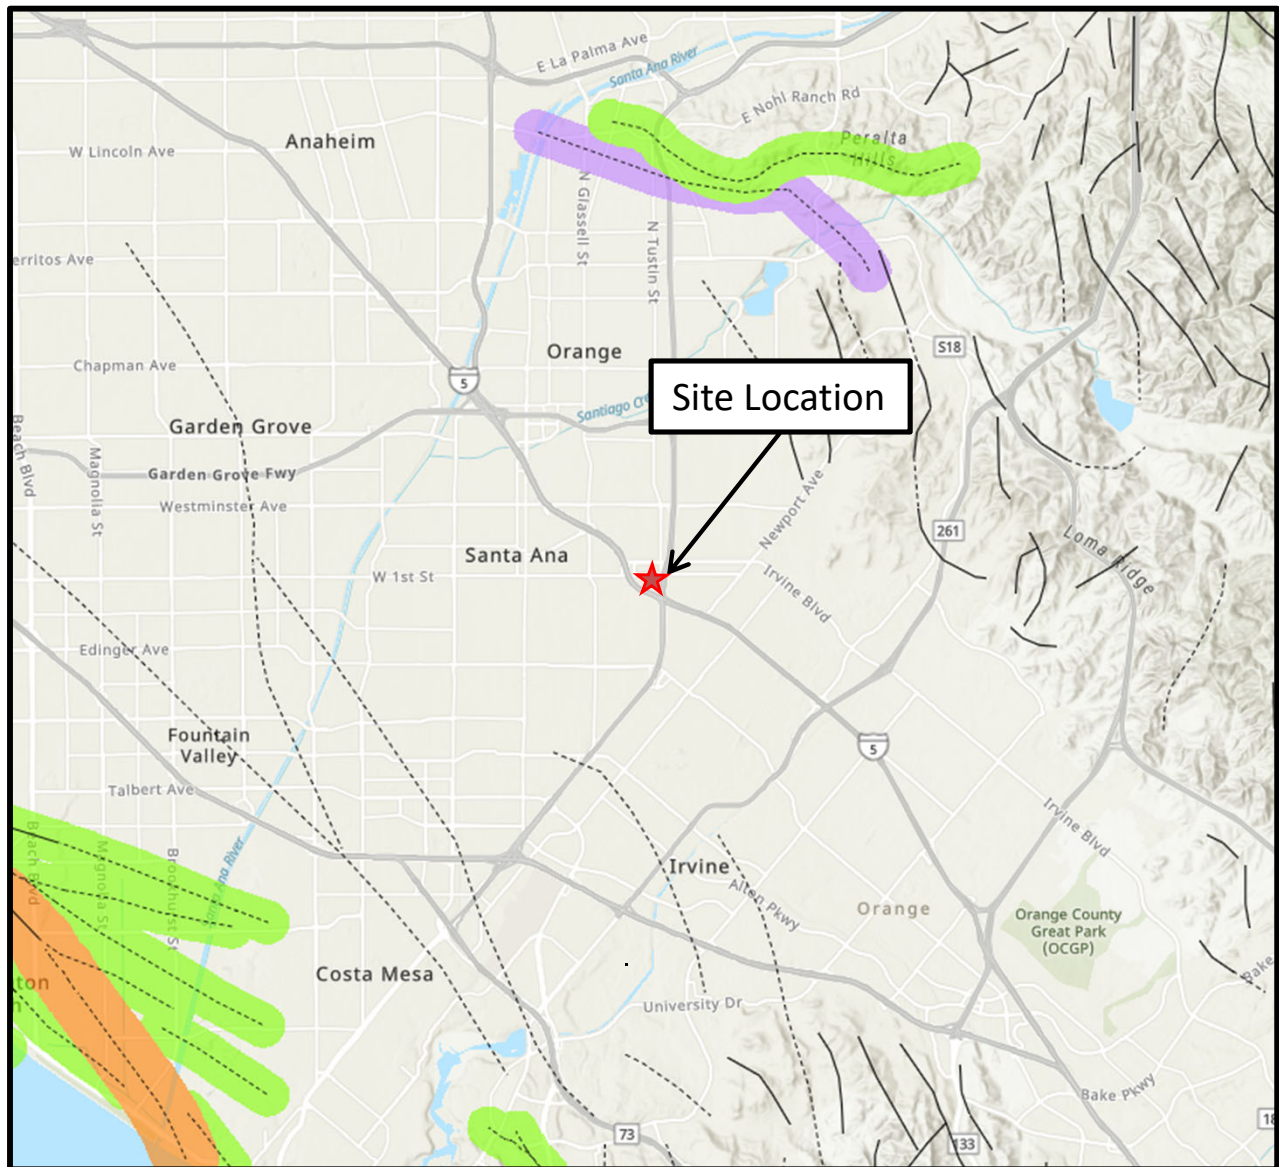 E La Palma Ave
Santa Ana River
E Nohl Ranch Rd
Anaheim
W Lincoln Ave
Peralta
Hills
N Glassell St
N Tustin St
erritos Ave
Chapman Ave
Orange
S18
5
Site Location
Santiago Cr
Garden Grove
Beach Blvd
Magnolia St
Garden Grove Fwy
Westminster Ave
Newport Ave
261
Loma Ridge
Santa Ana
W 1st St
Irvine Blvd
Edinger Ave
Fountain
Valley
5
Talbert Ave
Irvine Blvd
Beach Blvd
Magnolia St
Brookhurst St
Santa Ana River
Irvine
Alton Pkwy
Orange
Orange County
Great Park
(OCGP)
Costa Mesa
Bake
ton
h
University Dr
Bake Pkwy
73
133
18